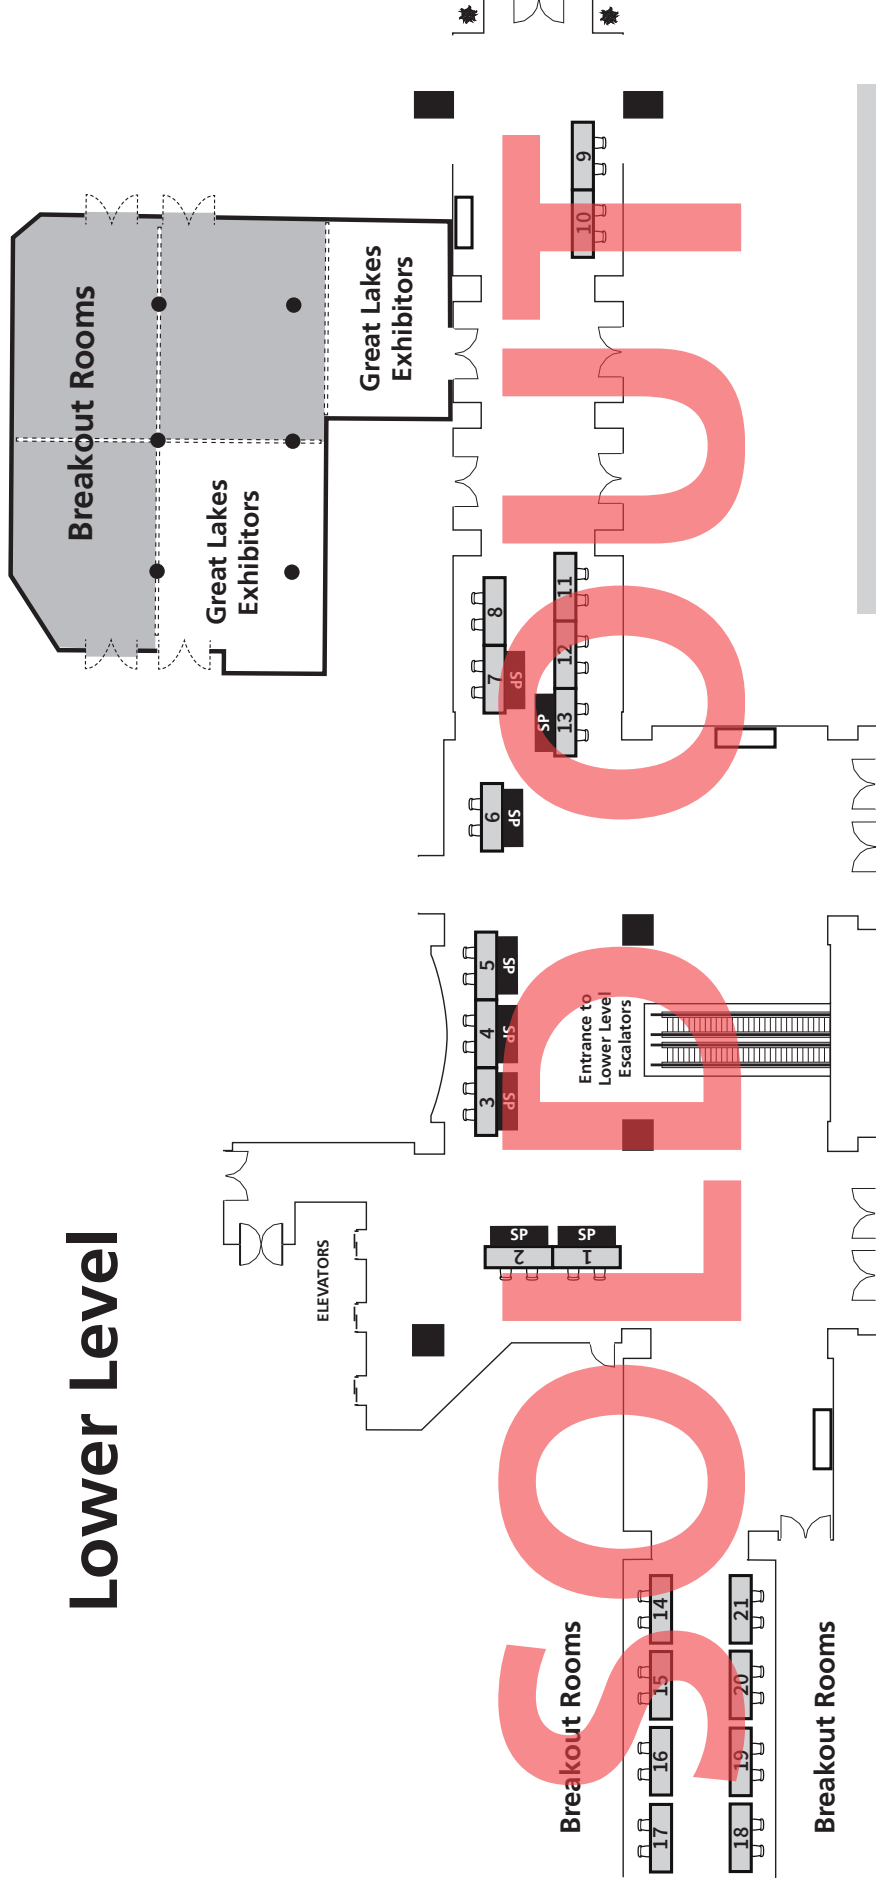 Lower Level
Breakout Rooms
Great Lakes
Exhibitors
Great Lakes
Exhibitors
ELEVATORS
Entrance to
Lower Level
Escalators
SOLD OUT
Breakout Rooms
Breakout Rooms
17
16
15
14
18
19
20
21
2
1
SP
SP
3
4
5
SP
SP
SP
6
SP
7
8
SP
SP
13
12
11
10
9